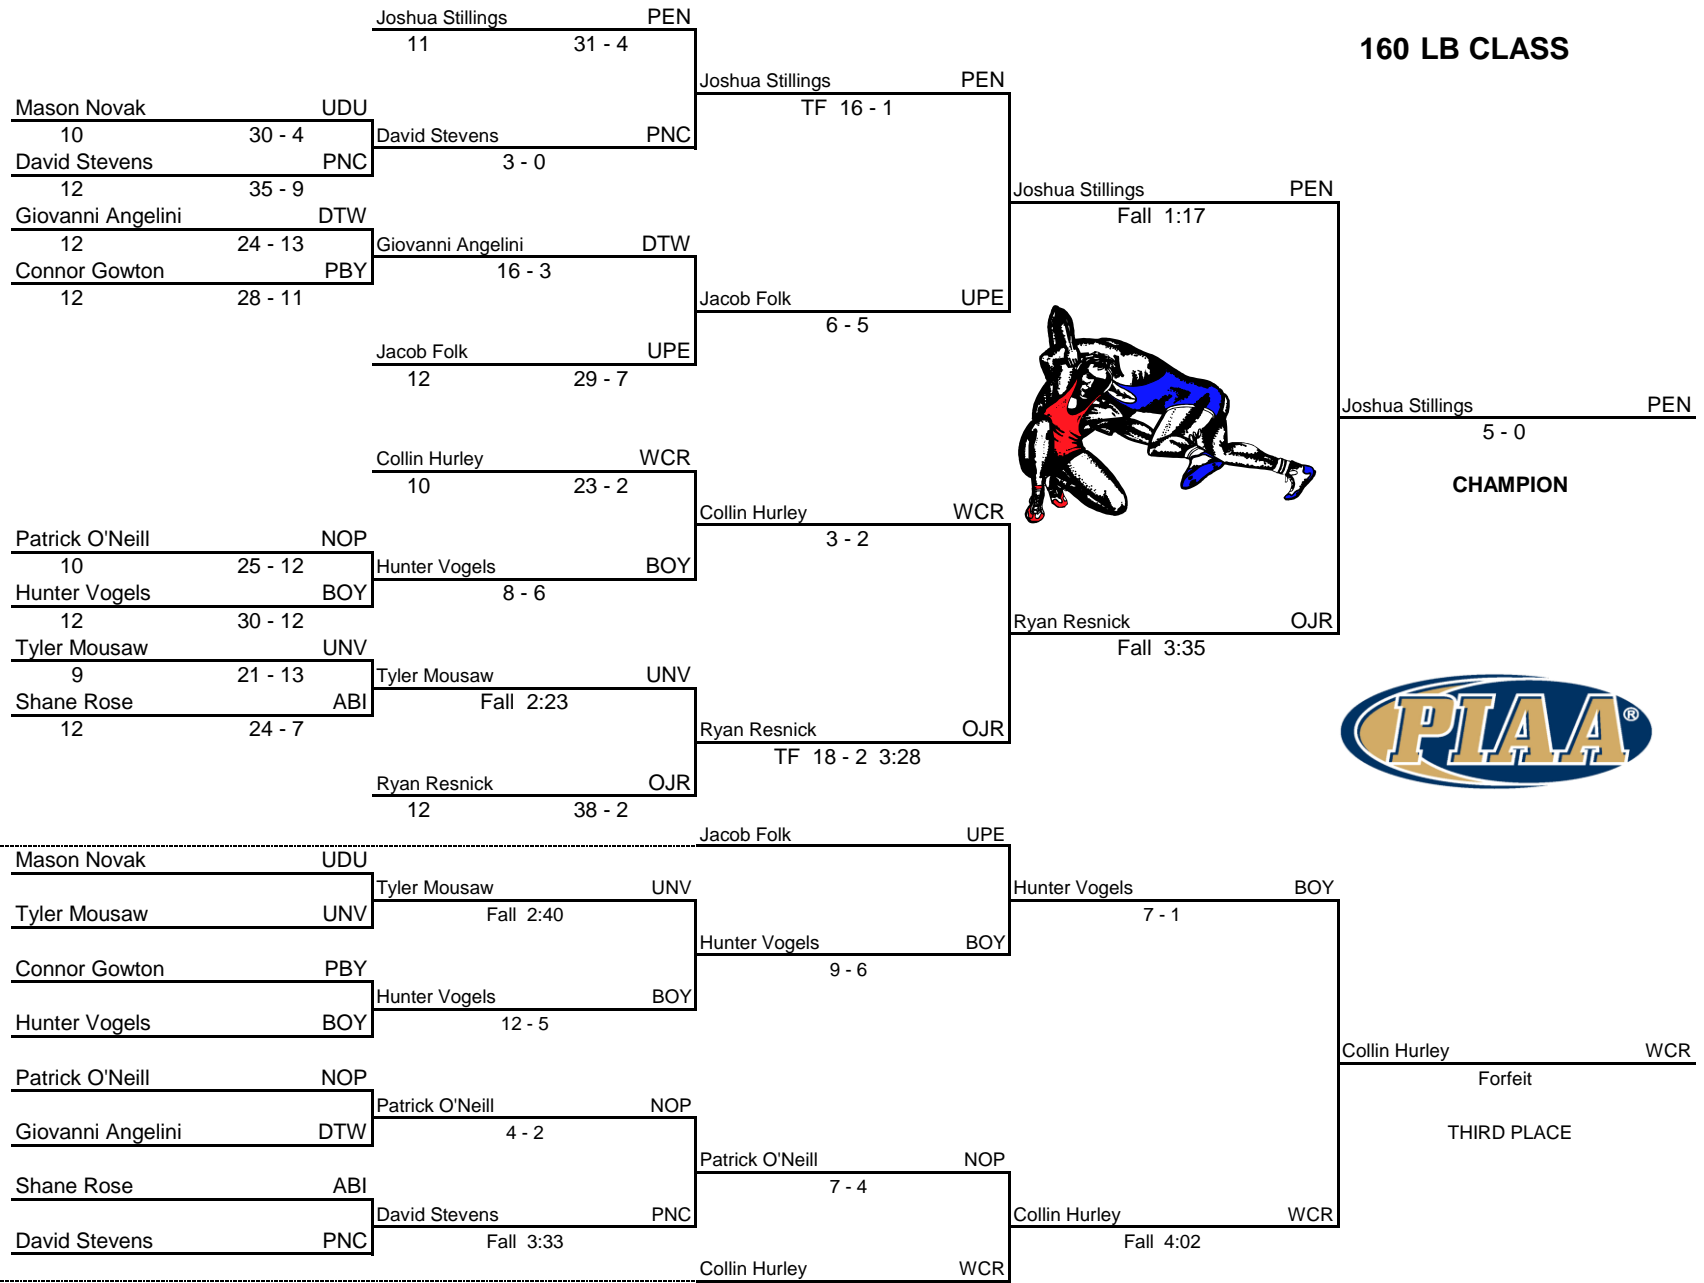 Joshua Stillings PEN
11 31 - 4
160 LB CLASS
Joshua Stillings PEN
TF 16 - 1
Mason Novak UDU
10 30 - 4
David Stevens PNC
3 - 0
David Stevens PNC
12 35 - 9
Joshua Stillings PEN
Fall 1:17
Giovanni Angelini DTW
12 24 - 13
Giovanni Angelini DTW
16 - 3
Connor Gowton PBY
12 28 - 11
Jacob Folk UPE
6 - 5
Jacob Folk UPE
12 29 - 7
Joshua Stillings PEN
5 - 0
CHAMPION
Collin Hurley WCR
10 23 - 2
Collin Hurley WCR
3 - 2
Patrick O'Neill NOP
10 25 - 12
Hunter Vogels BOY
8 - 6
Hunter Vogels BOY
12 30 - 12
Ryan Resnick OJR
Fall 3:35
Tyler Mousaw UNV
9 21 - 13
Tyler Mousaw UNV
Fall 2:23
Shane Rose ABI
12 24 - 7
PIAA®
Ryan Resnick OJR
TF 18 - 2 3:28
Ryan Resnick OJR
12 38 - 2
Jacob Folk UPE
Mason Novak UDU
Tyler Mousaw UNV
Fall 2:40
Hunter Vogels BOY
7 - 1
Tyler Mousaw UNV
Hunter Vogels BOY
9 - 6
Connor Gowton PBY
Hunter Vogels BOY
12 - 5
Hunter Vogels BOY
Collin Hurley WCR
Forfeit
THIRD PLACE
Patrick O'Neill NOP
Patrick O'Neill NOP
4 - 2
Giovanni Angelini DTW
Patrick O'Neill NOP
7 - 4
Shane Rose ABI
David Stevens PNC
Fall 3:33
Collin Hurley WCR
Fall 4:02
David Stevens PNC
Collin Hurley WCR